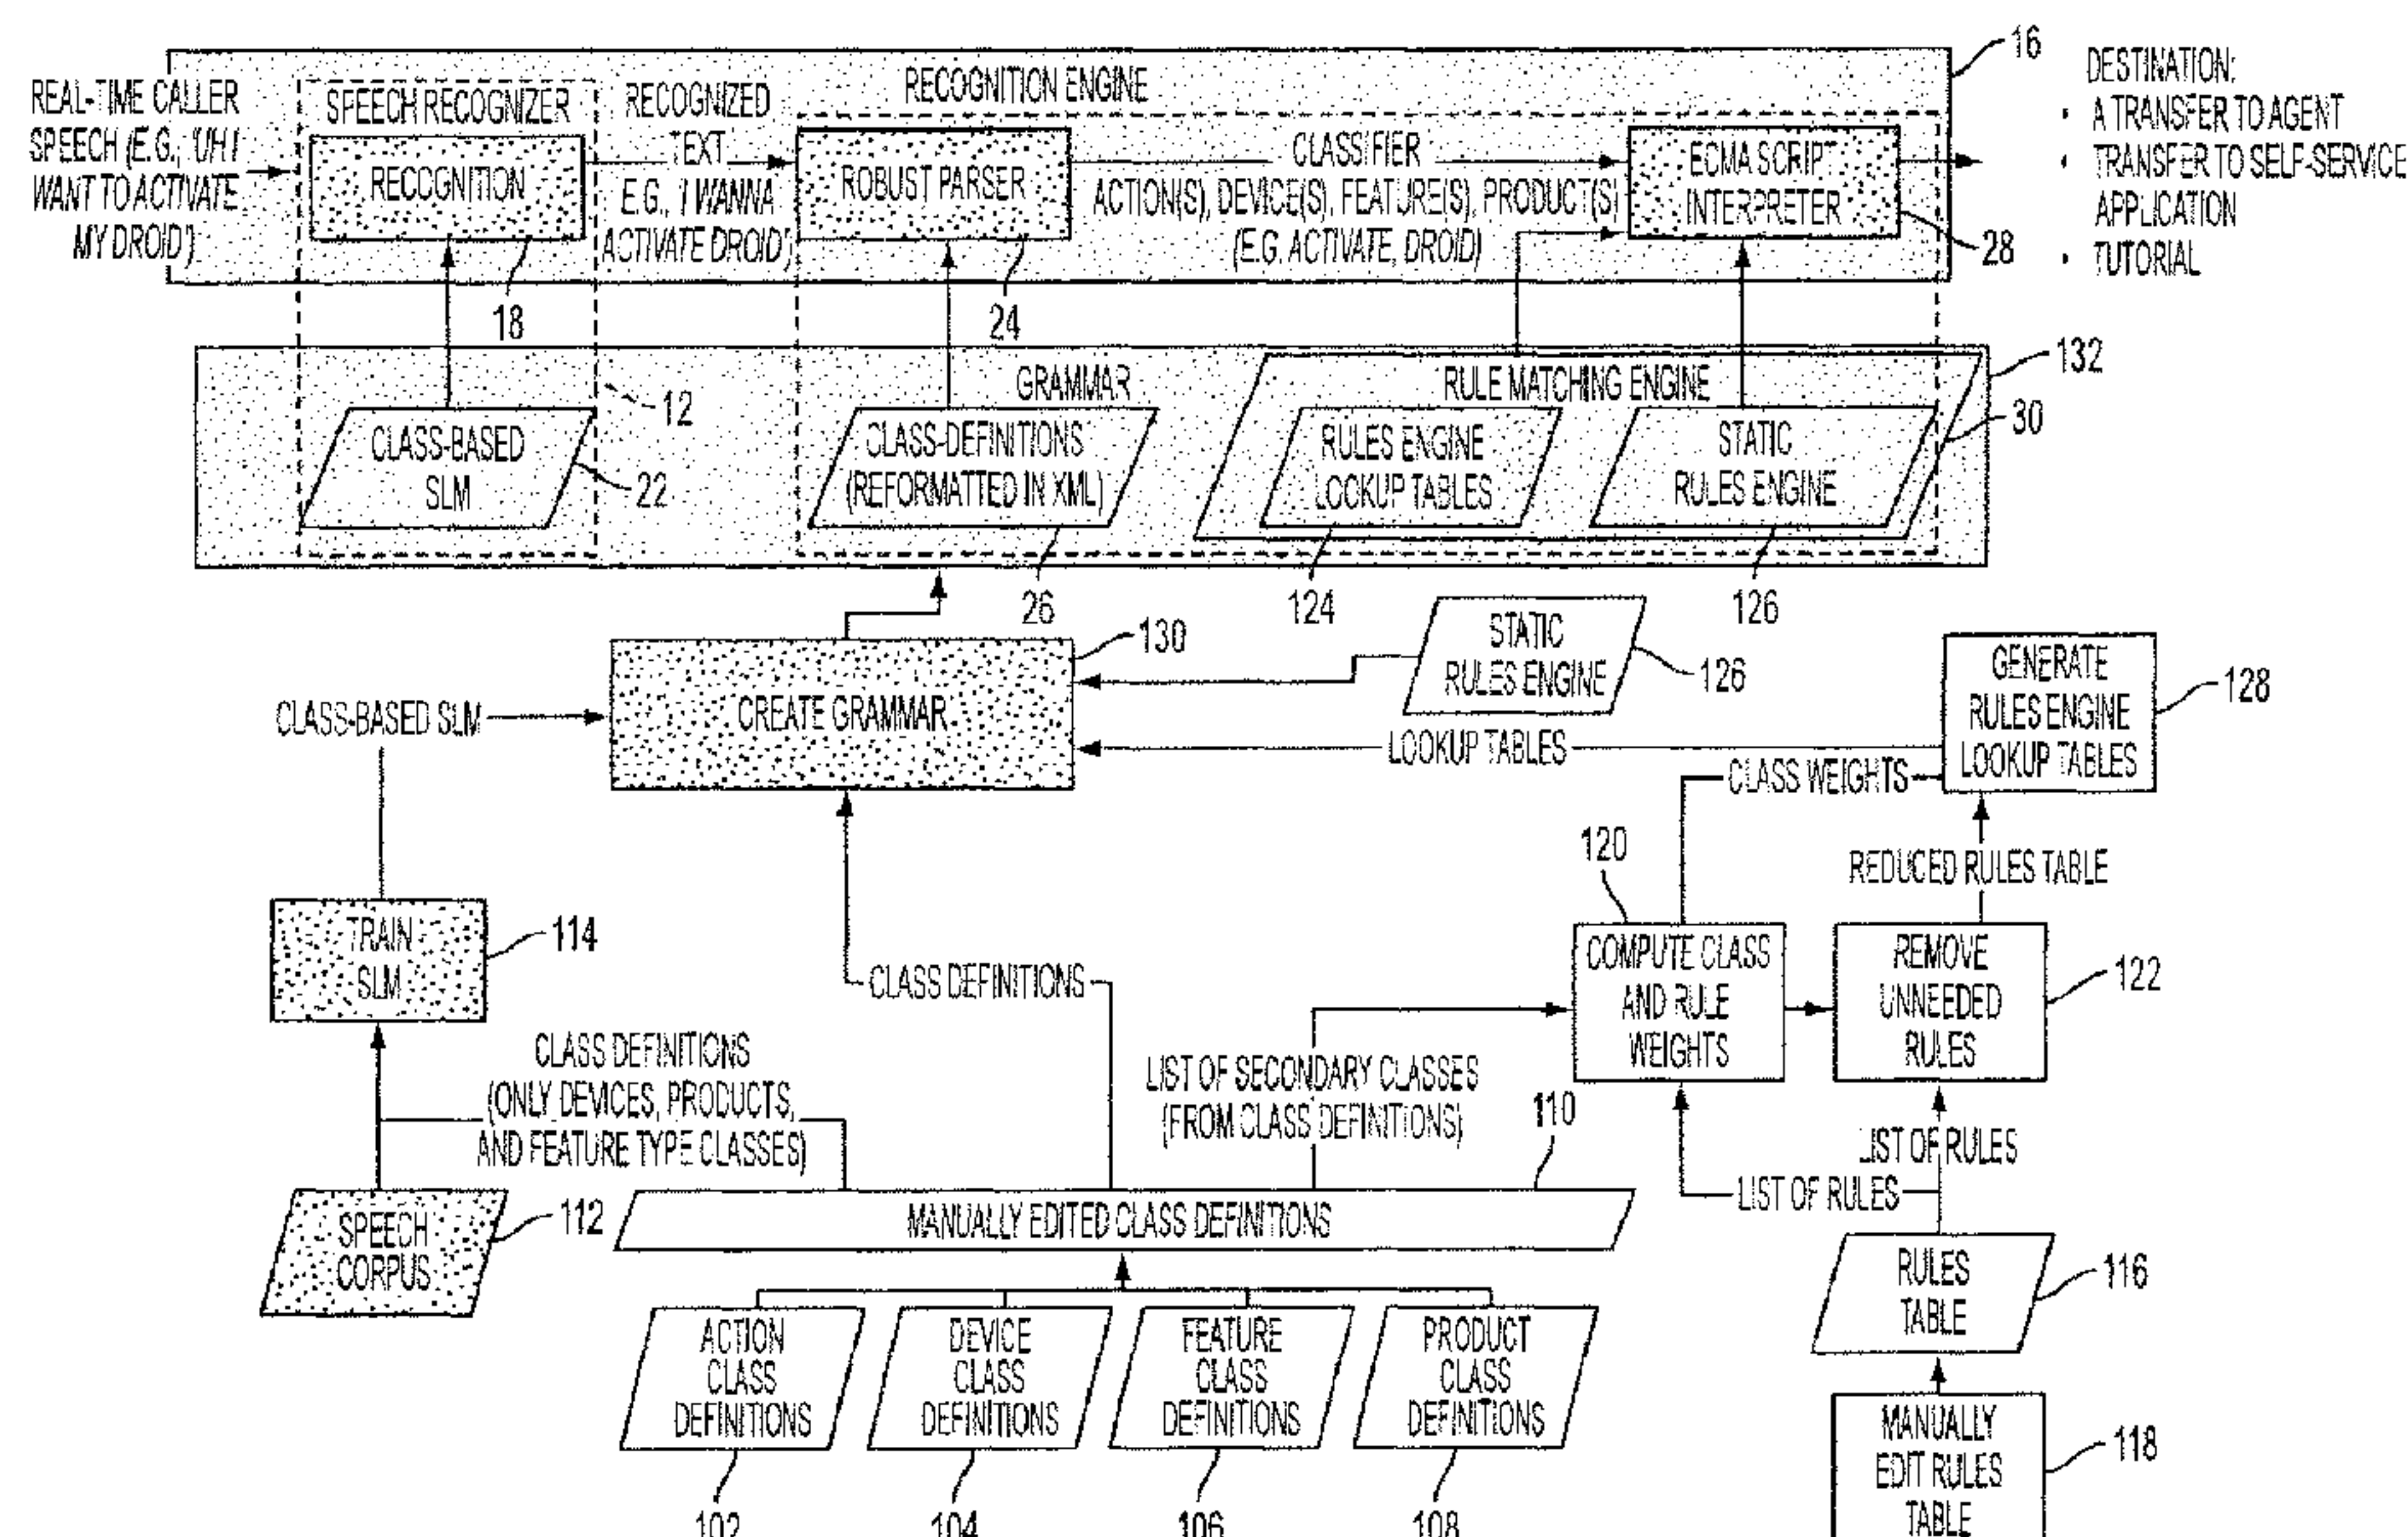 16
REAL-TIME CALLER
SPEECH (E.G., 'UH I
WANT TO ACTIVATE
MY DROID')
SPEECH RECOGNIZER
RECOGNITION
18
RECOGNIZED
TEXT
E.G., 'I WANNA
ACTIVATE DROID'
RECOGNITION ENGINE
ROBUST PARSER
24
CLASSIFIER
ACTION(S), DEVICE(S), FEATURE(S), PRODUCT(S)
(E.G. ACTIVATE, DROID)
ECMA SCRIPT
INTERPRETER
28
DESTINATION:
• A TRANSFER TO AGENT
• TRANSFER TO SELF-SERVICE
APPLICATION
• TUTORIAL
132
GRAMMAR
RULE MATCHING ENGINE
30
12
CLASS-BASED
SLM
22
CLASS-DEFINITIONS
(REFORMATTED IN XML)
26
RULES ENGINE
LOOKUP TABLES
124
STATIC
RULES ENGINE
126
130
CREATE GRAMMAR
STATIC
RULES ENGINE
126
GENERATE
RULES ENGINE
LOOKUP TABLES
128
CLASS-BASED SLM
LOOKUP TABLES
CLASS WEIGHTS
120
REDUCED RULES TABLE
TRAIN
SLM
114
CLASS DEFINITIONS
COMPUTE CLASS
AND RULE
WEIGHTS
REMOVE
UNNEEDED
RULES
122
CLASS DEFINITIONS
(ONLY DEVICES, PRODUCTS,
AND FEATURE TYPE CLASSES)
LIST OF SECONDARY CLASSES
(FROM CLASS DEFINITIONS)
110
LIST OF RULES
LIST OF RULES
SPEECH
CORPUS
112
MANUALLY EDITED CLASS DEFINITIONS
RULES
TABLE
116
ACTION
CLASS
DEFINITIONS
102
DEVICE
CLASS
DEFINITIONS
104
FEATURE
CLASS
DEFINITIONS
106
PRODUCT
CLASS
DEFINITIONS
108
MANUALLY
EDIT RULES
TABLE
118